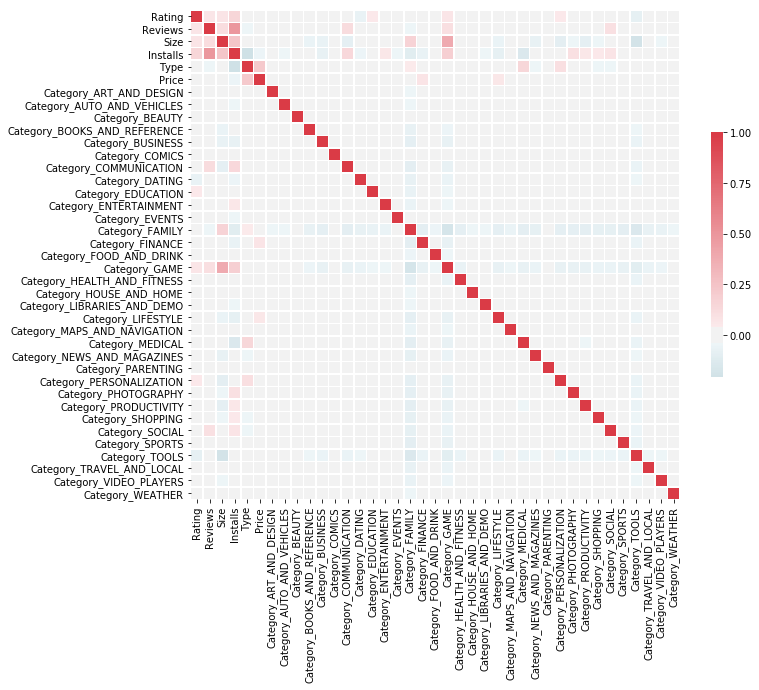 Rating
Reviews
Size
Installs
Type
Price
Category_ART_AND_DESIGN
Category_AUTO_AND_VEHICLES
Category_BEAUTY
Category_BOOKS_AND_REFERENCE
Category_BUSINESS
Category_COMICS
Category_COMMUNICATION
Category_DATING
Category_EDUCATION
Category_ENTERTAINMENT
Category_EVENTS
Category_FAMILY
Category_FINANCE
Category_FOOD_AND_DRINK
Category_GAME
Category_HEALTH_AND_FITNESS
Category_HOUSE_AND_HOME
Category_LIBRARIES_AND_DEMO
Category_LIFESTYLE
Category_MAPS_AND_NAVIGATION
Category_MEDICAL
Category_NEWS_AND_MAGAZINES
Category_PARENTING
Category_PERSONALIZATION
Category_PHOTOGRAPHY
Category_PRODUCTIVITY
Category_SHOPPING
Category_SOCIAL
Category_SPORTS
Category_TOOLS
Category_TRAVEL_AND_LOCAL
Category_VIDEO_PLAYERS
Category_WEATHER
Rating
Reviews
Size
Installs
Type
Price
Category_ART_AND_DESIGN
Category_AUTO_AND_VEHICLES
Category_BEAUTY
Category_BOOKS_AND_REFERENCE
Category_BUSINESS
Category_COMICS
Category_COMMUNICATION
Category_DATING
Category_EDUCATION
Category_ENTERTAINMENT
Category_EVENTS
Category_FAMILY
Category_FINANCE
Category_FOOD_AND_DRINK
Category_GAME
Category_HEALTH_AND_FITNESS
Category_HOUSE_AND_HOME
Category_LIBRARIES_AND_DEMO
Category_LIFESTYLE
Category_MAPS_AND_NAVIGATION
Category_MEDICAL
Category_NEWS_AND_MAGAZINES
Category_PARENTING
Category_PERSONALIZATION
Category_PHOTOGRAPHY
Category_PRODUCTIVITY
Category_SHOPPING
Category_SOCIAL
Category_SPORTS
Category_TOOLS
Category_TRAVEL_AND_LOCAL
Category_VIDEO_PLAYERS
Category_WEATHER
1.00
0.75
0.50
0.25
0.00